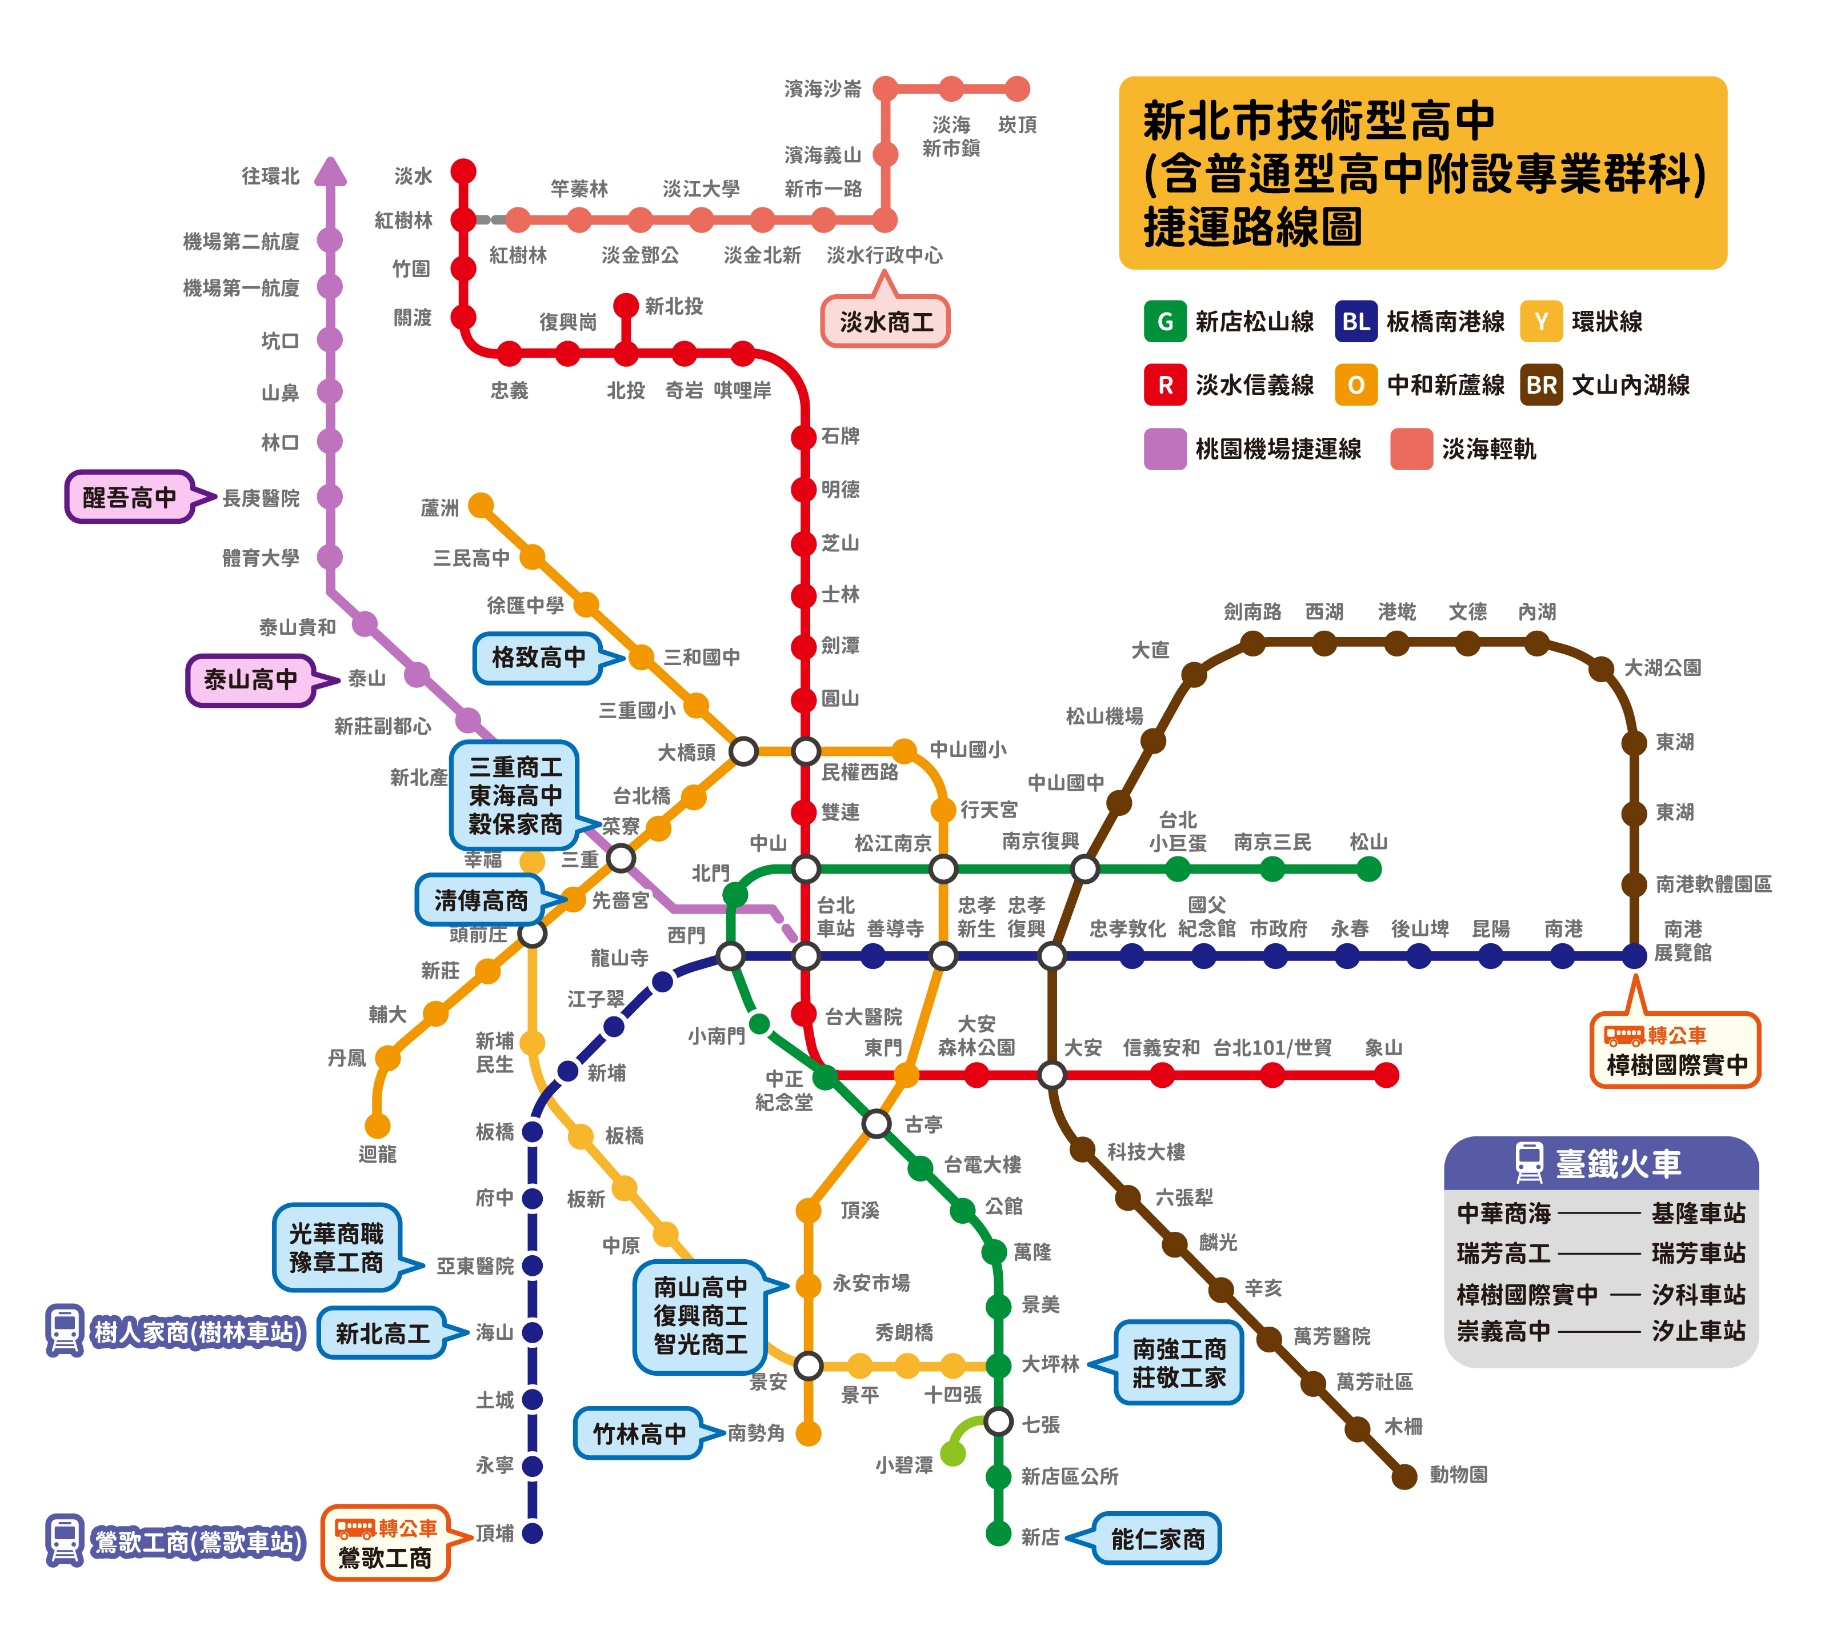 新北市技術型高中
(含普通型高中附設專業群科)
捷運路線圖
G 新店松山線
BL 板橋南港線
Y 環狀線
R 淡水信義線
O 中和新蘆線
BR 文山內湖線
桃園機場捷運線
淡海輕軌
濱海沙崙
淡海
新市鎮
崁頂
濱海義山
新市一路
淡江大學
竿蓁林
紅樹林
淡金鄧公
淡金北新
淡水行政中心
淡水商工
往環北
機場第二航廈
機場第一航廈
坑口
山鼻
林口
醒吾高中
長庚醫院
體育大學
泰山貴和
泰山高中
泰山
新莊副都心
新北產
淡水
紅樹林
竹圍
關渡
忠義
復興崗
北投
新北投
奇岩
唭哩岸
石牌
明德
芝山
士林
劍潭
圓山
民權西路
雙連
中山
台北
車站
台大醫院
中正
紀念堂
東門
大安
森林公園
大安
信義安和
台北101/世貿
象山
蘆洲
三民高中
徐匯中學
格致高中
三和國中
三重國小
大橋頭
台北橋
三重商工
東海高中
穀保家商
菜寮
三重
清傳高商
先嗇宮
幸福
頭前庄
新莊
輔大
丹鳳
迴龍
中山國小
行天宮
松江南京
忠孝
新生
古亭
頂溪
永安市場
南山高中
復興商工
智光商工
景安
竹林高中
南勢角
北門
西門
小南門
南京復興
台北
小巨蛋
南京三民
松山
台電大樓
公館
萬隆
景美
大坪林
南強工商
莊敬工家
七張
小碧潭
新店區公所
新店
能仁家商
秀朗橋
景平
十四張
新埔
民生
板橋
板新
中原
善導寺
忠孝
復興
忠孝敦化
國父
紀念館
市政府
永春
後山埤
昆陽
南港
南港
展覽館
轉公車
樟樹國際實中
龍山寺
江子翠
新埔
板橋
府中
光華商職
豫章工商
亞東醫院
樹人家商(樹林車站)
新北高工
海山
土城
永寧
鶯歌工商(鶯歌車站)
轉公車
鶯歌工商
頂埔
劍南路
西湖
港墘
文德
內湖
大直
大湖公園
松山機場
東湖
中山國中
東湖
南港軟體園區
科技大樓
六張犁
麟光
辛亥
萬芳醫院
萬芳社區
木柵
動物園
臺鐵火車
中華商海 基隆車站
瑞芳高工 瑞芳車站
樟樹國際實中 汐科車站
崇義高中 汐止車站